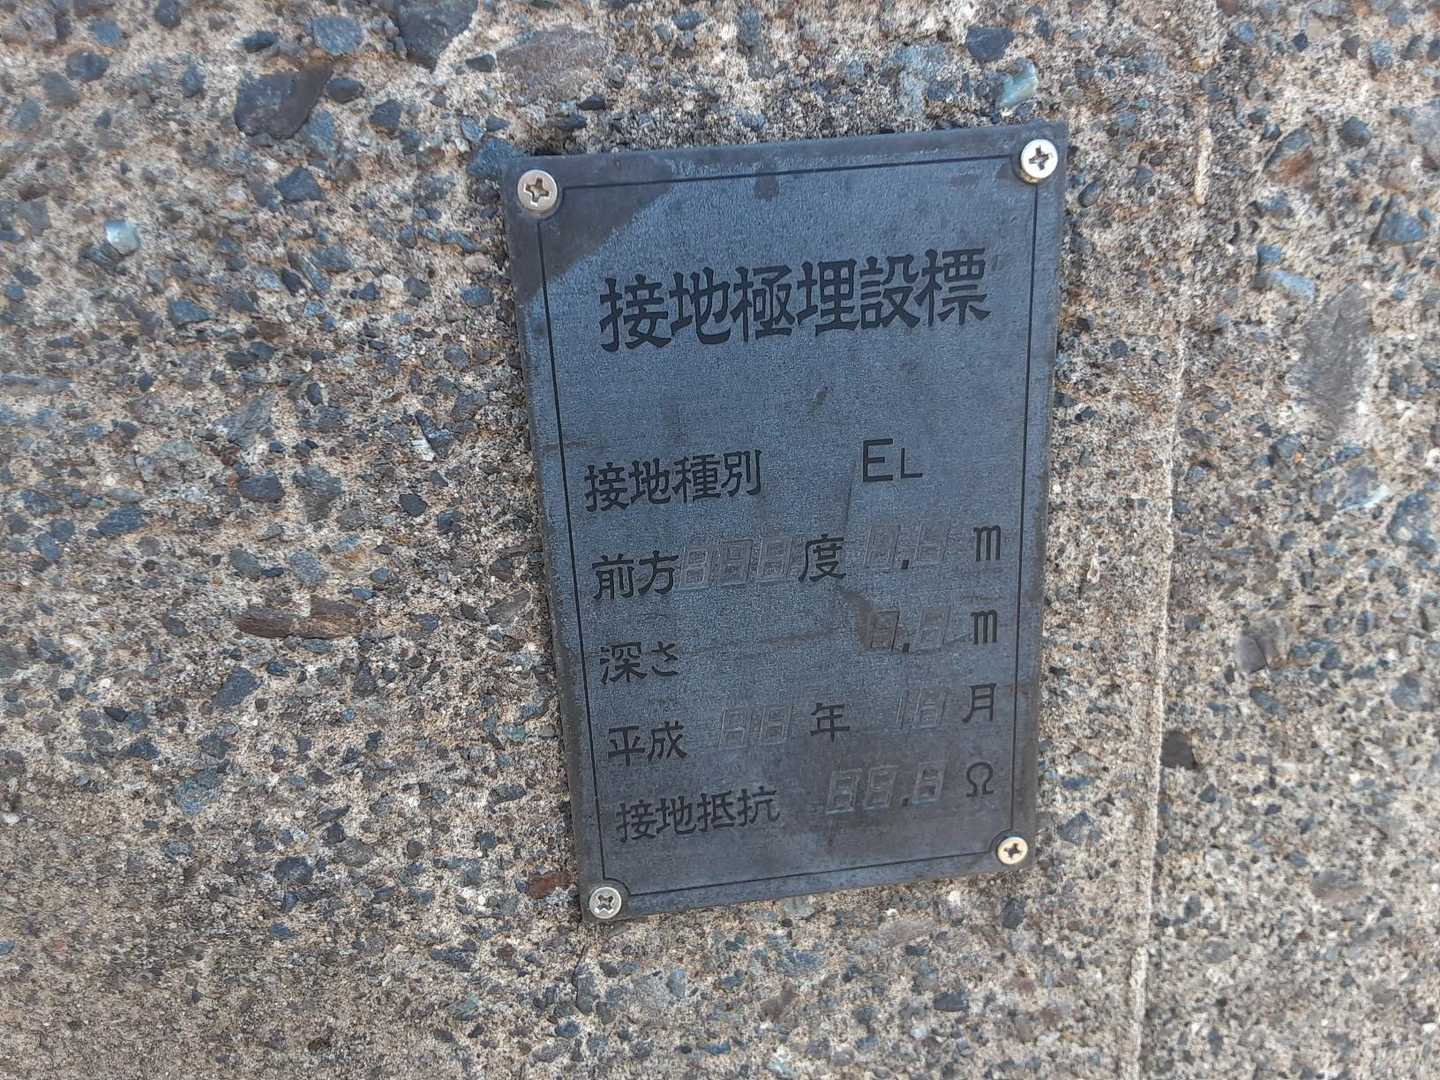 接地極埋設標
接地種別 EL
前方 度 . m
深さ . m
平成 年 月
接地抵抗 . Ω